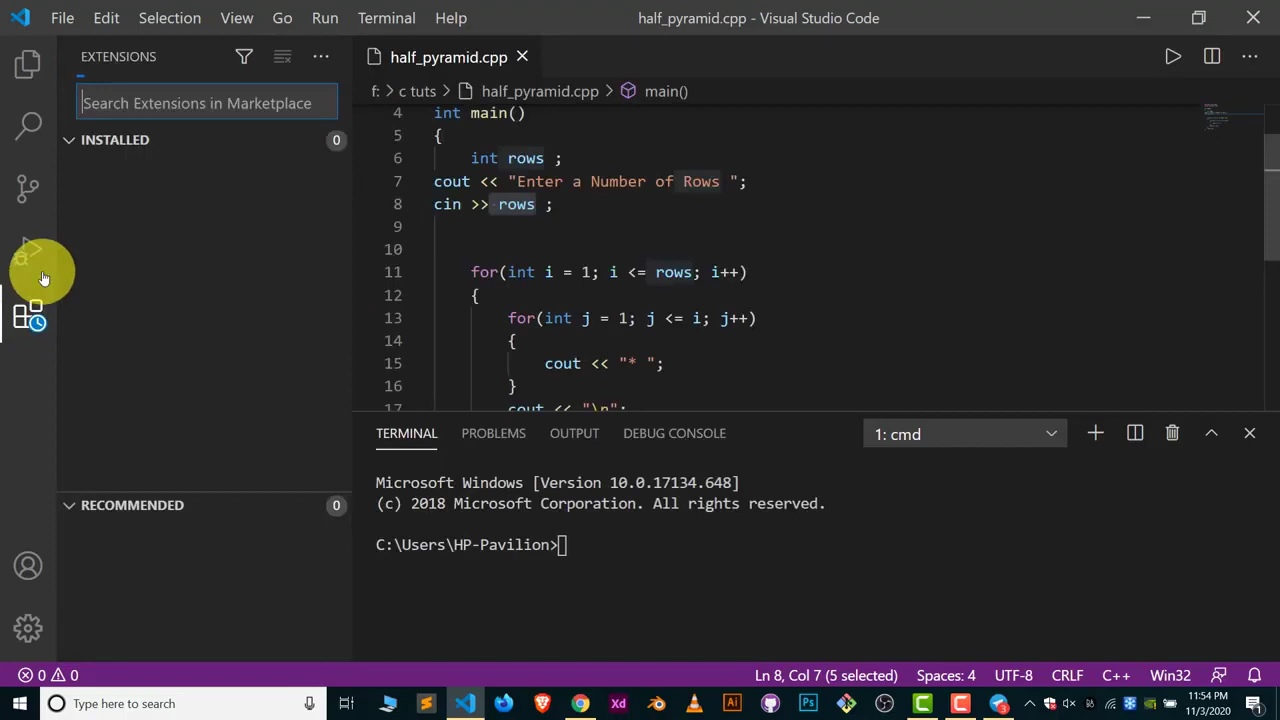 File Edit Selection View Go Run Terminal Help
half_pyramid.cpp - Visual Studio Code
EXTENSIONS
Search Extensions in Marketplace
INSTALLED 0
RECOMMENDED 0
half_pyramid.cpp
f: > c tuts > half_pyramid.cpp > main()
4 int main()
5 {
6 int rows ;
7 cout << "Enter a Number of Rows ";
8 cin >> rows ;
9
10
11 for(int i = 1; i <= rows; i++)
12 {
13 for(int j = 1; j <= i; j++)
14 {
15 cout << "* ";
16 }
17 cout << "\n";
TERMINAL PROBLEMS OUTPUT DEBUG CONSOLE 1: cmd
Microsoft Windows [Version 10.0.17134.648]
(c) 2018 Microsoft Corporation. All rights reserved.
C:\Users\HP-Pavilion>
0 0 Ln 8, Col 7 (5 selected) Spaces: 4 UTF-8 CRLF C++ Win32
Type here to search
Xd Ai Ps
11:54 PM
11/3/2020